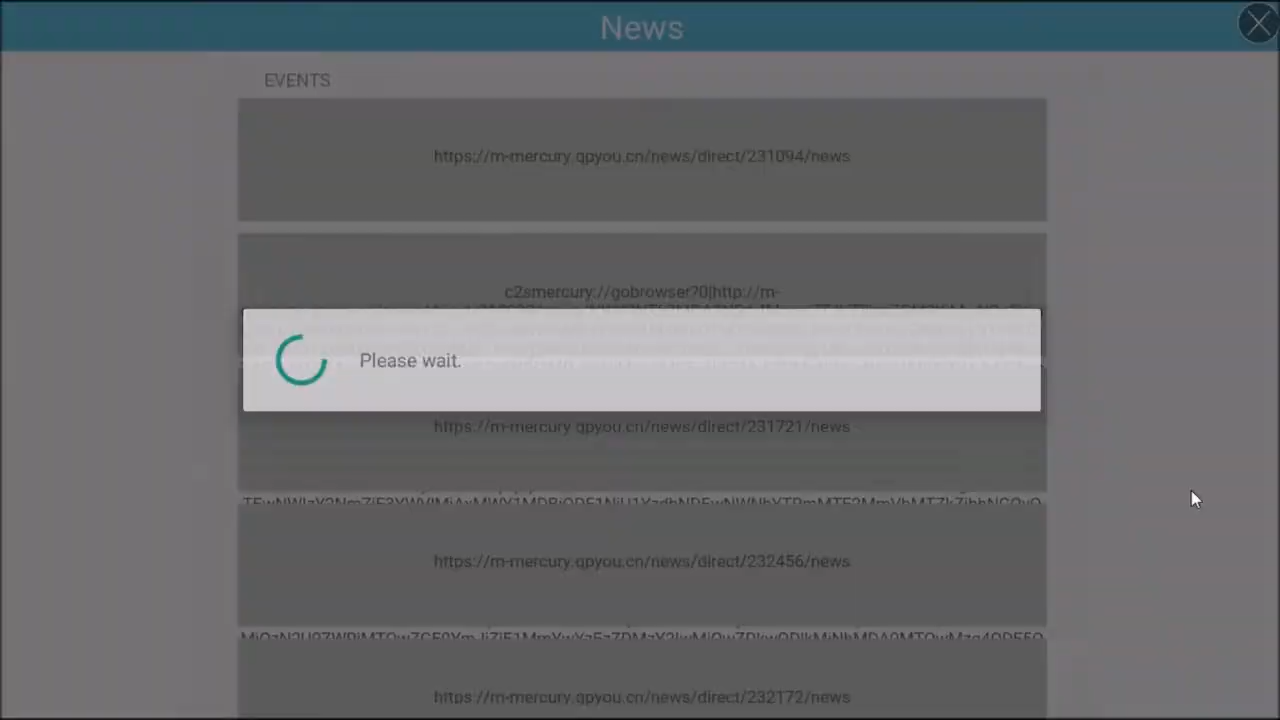 News
EVENTS
https://m-mercury.qpyou.cn/news/direct/231094/news
c2smercury://gobrowser?0|http://m-
Please wait.
https://m-mercury.qpyou.cn/news/direct/231721/news
https://m-mercury.qpyou.cn/news/direct/232456/news
https://m-mercury.qpyou.cn/news/direct/232172/news